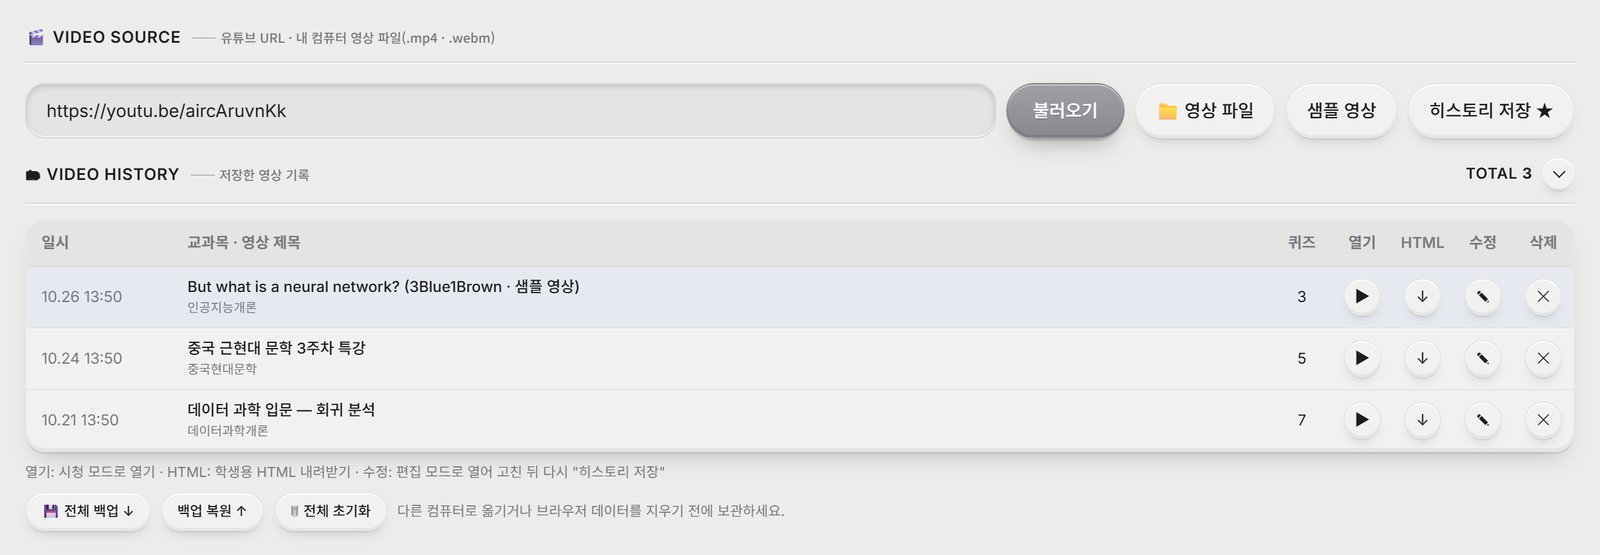 VIDEO SOURCE 유튜브 URL · 내 컴퓨터 영상 파일(.mp4 · .webm)
https://youtu.be/aircAruvnKk 불러오기 영상 파일 샘플 영상 히스토리 저장 ★
VIDEO HISTORY 저장한 영상 기록 TOTAL 3
일시 교과목 · 영상 제목 퀴즈 열기 HTML 수정 삭제
10.26 13:50 But what is a neural network? (3Blue1Brown · 샘플 영상) 3
인공지능개론
10.24 13:50 중국 근현대 문학 3주차 특강 5
중국현대문학
10.21 13:50 데이터 과학 입문 — 회귀 분석 7
데이터과학개론
열기: 시청 모드로 열기 · HTML: 학생용 HTML 내려받기 · 수정: 편집 모드로 열어 고친 뒤 다시 "히스토리 저장"
전체 백업 ↓ 백업 복원 ↑ 전체 초기화 다른 컴퓨터로 옮기거나 브라우저 데이터를 지우기 전에 보관하세요.